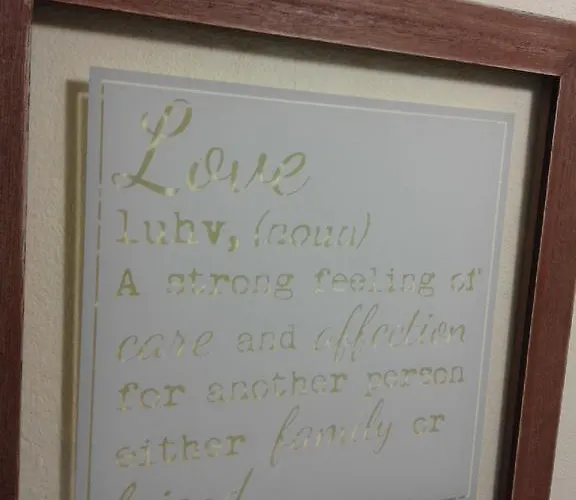 Love
luhv, (noun)
A strong feeling of
care and affection
for another person
either family or